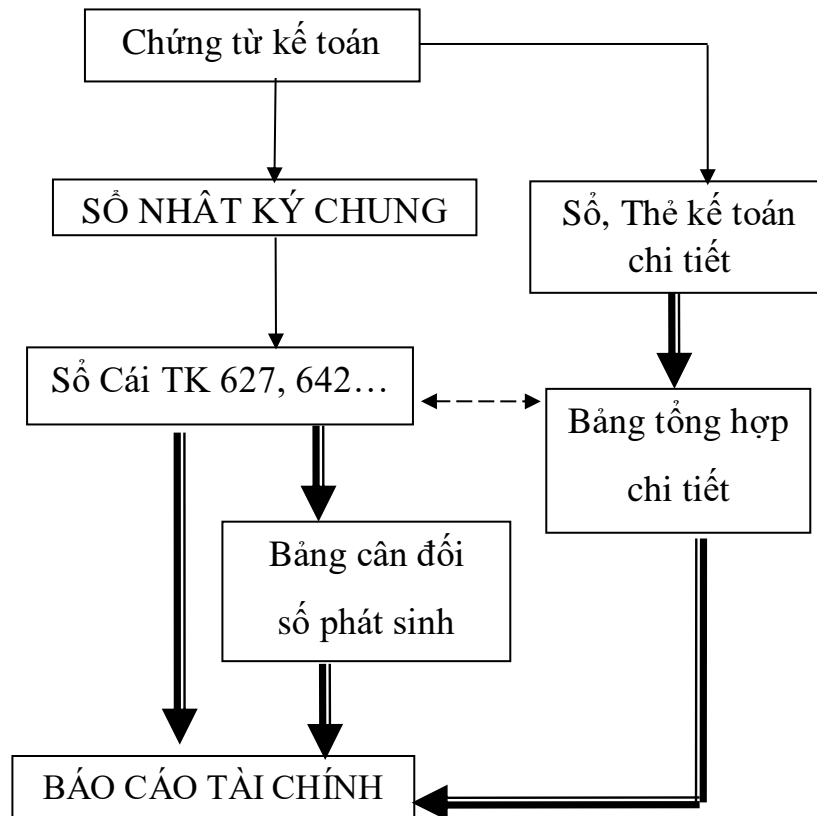 Chứng từ kế toán
SỔ NHÂT KÝ CHUNG
Sổ, Thẻ kế toán
chi tiết
Sổ Cái TK 627, 642…
Bảng tổng hợp
chi tiết
Bảng cân đối
số phát sinh
BÁO CÁO TÀI CHÍNH